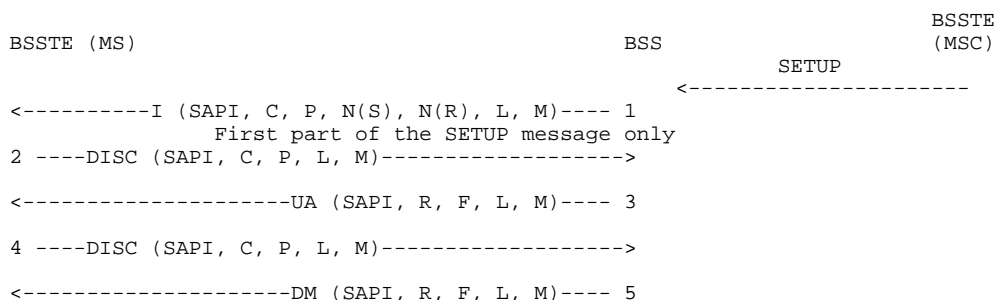 BSSTE
BSSTE (MS) BSS (MSC)
SETUP
<----------------------
<----------I (SAPI, C, P, N(S), N(R), L, M)---- 1
First part of the SETUP message only
2 ----DISC (SAPI, C, P, L, M)------------------->
<---------------------UA (SAPI, R, F, L, M)---- 3
4 ----DISC (SAPI, C, P, L, M)------------------->
<---------------------DM (SAPI, R, F, L, M)---- 5